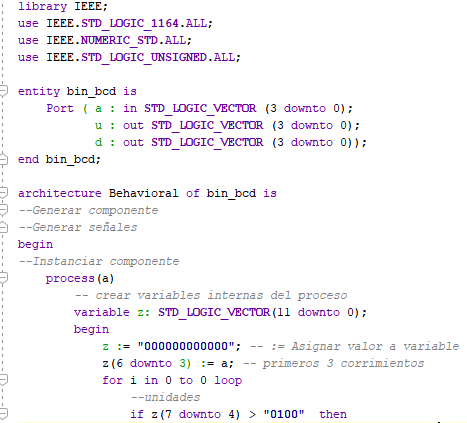 library IEEE;
use IEEE.STD_LOGIC_1164.ALL;
use IEEE.NUMERIC_STD.ALL;
use IEEE.STD_LOGIC_UNSIGNED.ALL;
entity bin_bcd is
Port ( a : in STD_LOGIC_VECTOR (3 downto 0);
u : out STD_LOGIC_VECTOR (3 downto 0);
d : out STD_LOGIC_VECTOR (3 downto 0));
end bin_bcd;
architecture Behavioral of bin_bcd is
--Generar componente
--Generar señales
begin
--Instanciar componente
process(a)
-- crear variables internas del proceso
variable z: STD_LOGIC_VECTOR(11 downto 0);
begin
z := "000000000000"; -- := Asignar valor a variable
z(6 downto 3) := a; -- primeros 3 corrimientos
for i in 0 to 0 loop
--unidades
if z(7 downto 4) > "0100" then